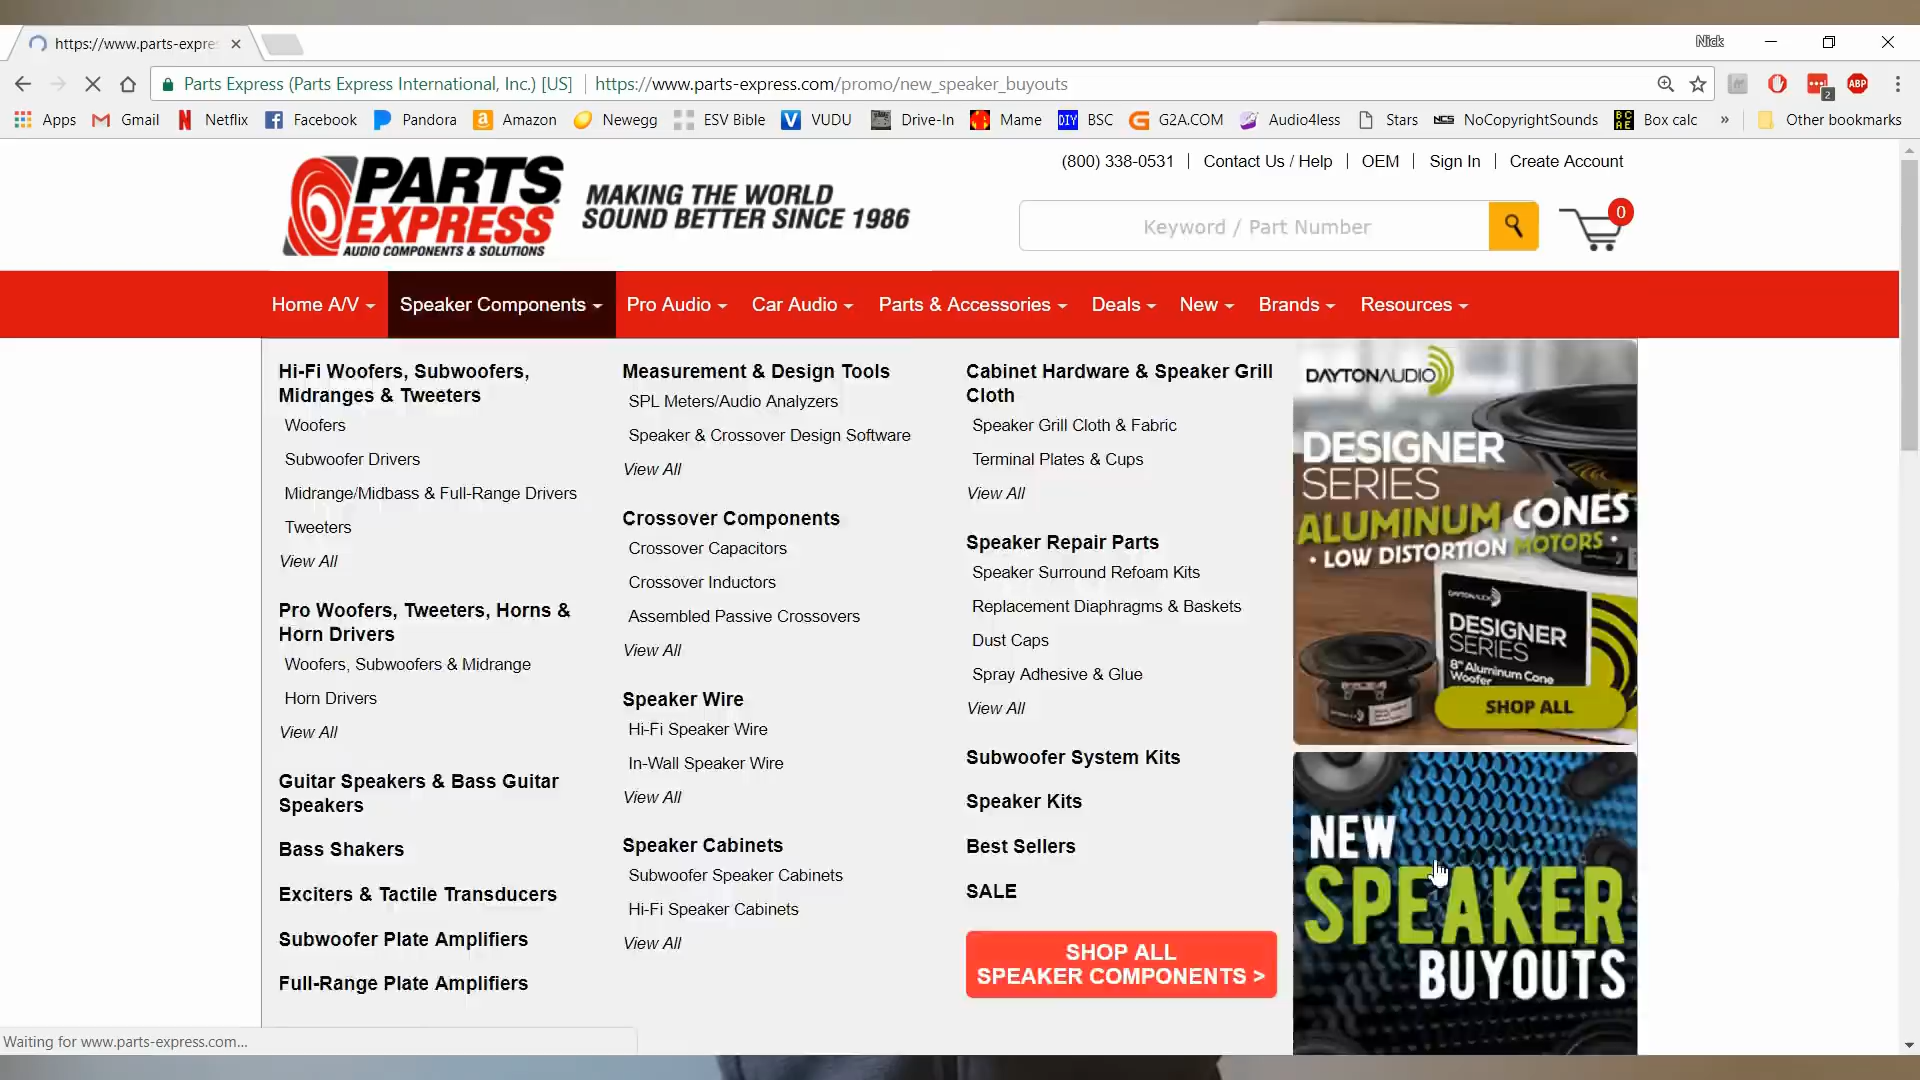 https://www.parts-expre
Nick
Parts Express (Parts Express International, Inc.) [US]
https://www.parts-express.com/promo/new_speaker_buyouts
2
ABP
Apps
Gmail
Netflix
Facebook
Pandora
Amazon
Newegg
ESV Bible
VUDU
Drive-In
Mame
DIY
BSC
G2A.COM
Audio4less
Stars
NCS
NoCopyrightSounds
BC
AE
Box calc
»
Other bookmarks
(800) 338-0531
Contact Us / Help
OEM
Sign In
Create Account
PARTS
EXPRESS
AUDIO COMPONENTS & SOLUTIONS
MAKING THE WORLD
SOUND BETTER SINCE 1986
Keyword / Part Number
0
Home A/V
Speaker Components
Pro Audio
Car Audio
Parts & Accessories
Deals
New
Brands
Resources
Hi-Fi Woofers, Subwoofers,
Midranges & Tweeters
Woofers
Subwoofer Drivers
Midrange/Midbass & Full-Range Drivers
Tweeters
View All
Pro Woofers, Tweeters, Horns &
Horn Drivers
Woofers, Subwoofers & Midrange
Horn Drivers
View All
Guitar Speakers & Bass Guitar
Speakers
Bass Shakers
Exciters & Tactile Transducers
Subwoofer Plate Amplifiers
Full-Range Plate Amplifiers
Measurement & Design Tools
SPL Meters/Audio Analyzers
Speaker & Crossover Design Software
View All
Crossover Components
Crossover Capacitors
Crossover Inductors
Assembled Passive Crossovers
View All
Speaker Wire
Hi-Fi Speaker Wire
In-Wall Speaker Wire
View All
Speaker Cabinets
Subwoofer Speaker Cabinets
Hi-Fi Speaker Cabinets
View All
Cabinet Hardware & Speaker Grill
Cloth
Speaker Grill Cloth & Fabric
Terminal Plates & Cups
View All
Speaker Repair Parts
Speaker Surround Refoam Kits
Replacement Diaphragms & Baskets
Dust Caps
Spray Adhesive & Glue
View All
Subwoofer System Kits
Speaker Kits
Best Sellers
SALE
SHOP ALL
SPEAKER COMPONENTS >
DAYTONAUDIO
DESIGNER
SERIES
ALUMINUM CONES
• LOW DISTORTION MOTORS •
DAYTONAUDIO
DESIGNER
SERIES
8" Aluminum Cone
Woofer
SHOP ALL
NEW
SPEAKER
BUYOUTS
Waiting for www.parts-express.com...